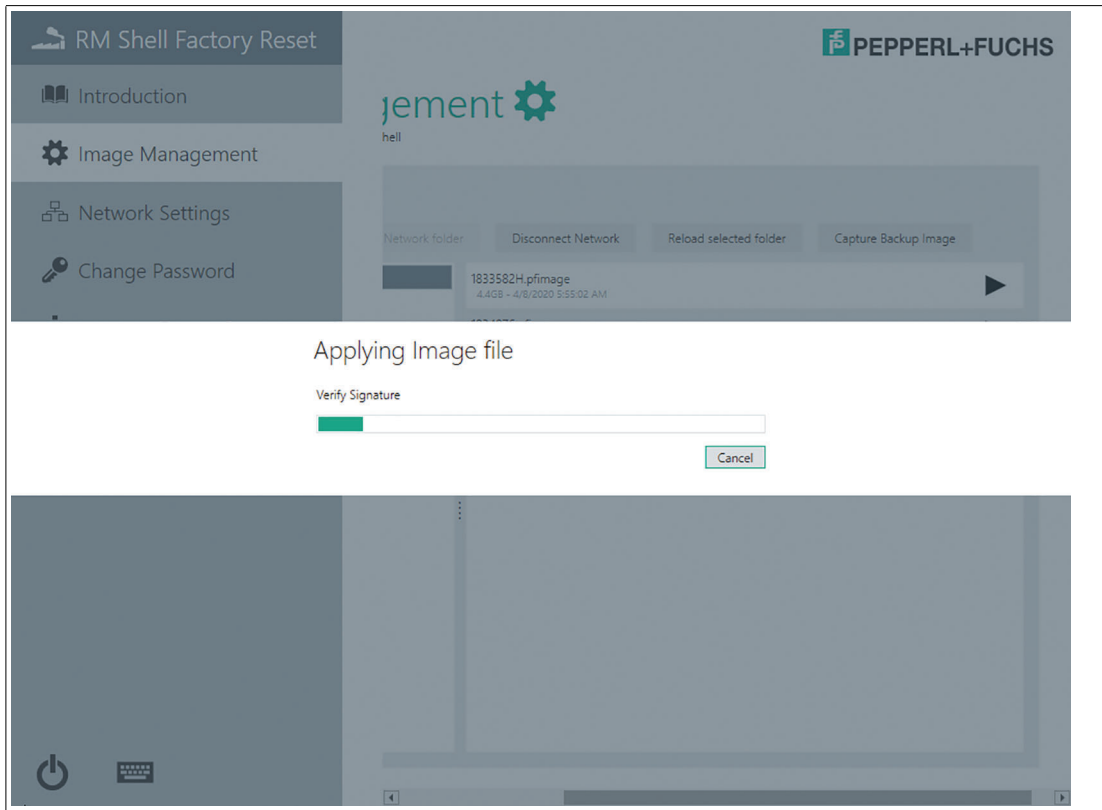 RM Shell Factory Reset
PEPPERL+FUCHS
Introduction
gement
hell
Image Management
Network Settings
Network folder
Disconnect Network
Reload selected folder
Capture Backup Image
Change Password
1833582H.pfimage
4.4GB - 4/8/2020 5:55:02 AM
Applying Image file
Verify Signature
Cancel